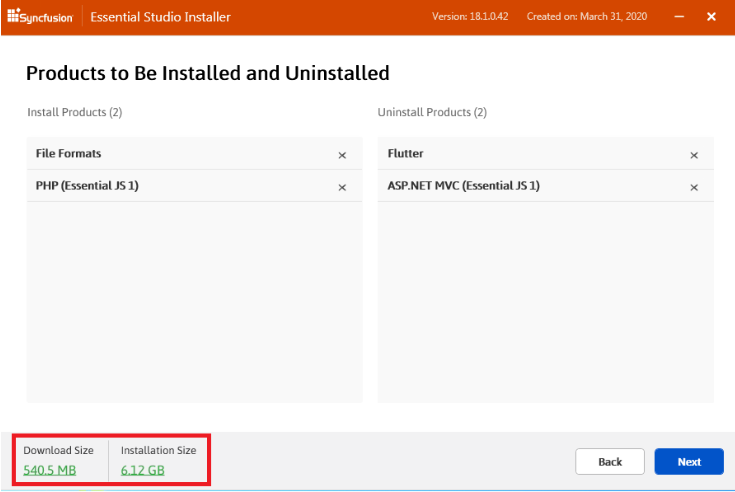 Syncfusion Essential Studio Installer Version: 18.1.0.42 Created on: March 31, 2020
Products to Be Installed and Uninstalled
Install Products (2) Uninstall Products (2)
File Formats Flutter
PHP (Essential JS 1) ASP.NET MVC (Essential JS 1)
Download Size Installation Size
540.5 MB 6.12 GB
Back Next